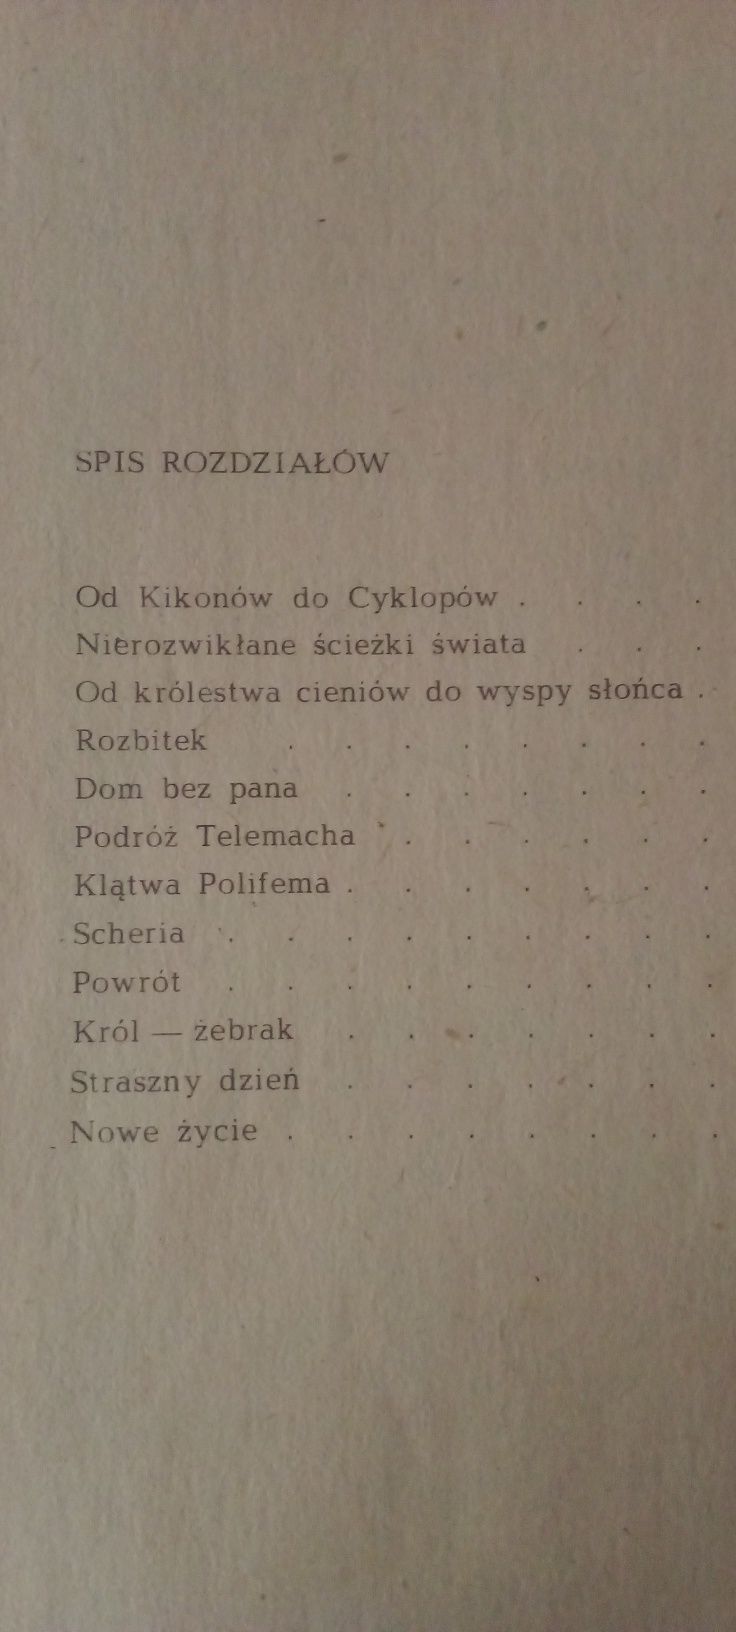 SPIS ROZDZIAŁÓW
Od Kikonów do Cyklopów . . . .
Nierozwikłane ścieżki świata . . .
Od królestwa cieniów do wyspy słońca .
Rozbitek . . . . . . . .
Dom bez pana . . . . . . .
Podróż Telemacha . . . . . .
Klątwa Polifema . . . . . . .
Scheria . . . . . . . . .
Powrót . . . . . . . . .
Król — żebrak . . . . . . .
Straszny dzień . . . . . . .
Nowe życie . . . . . . . .